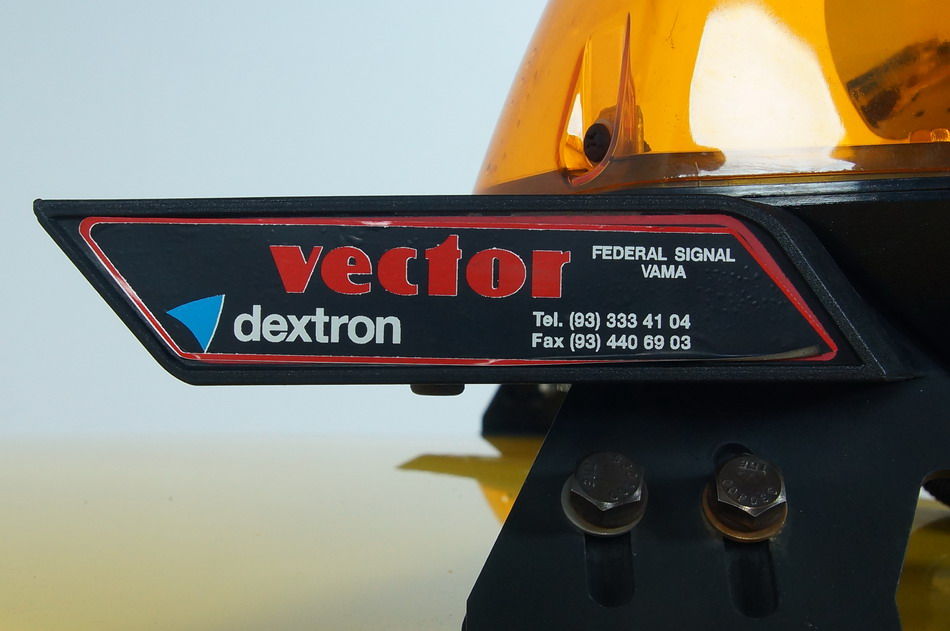 vector
FEDERAL SIGNAL
VAMA
dextron
Tel. (93) 333 41 04
Fax (93) 440 69 03